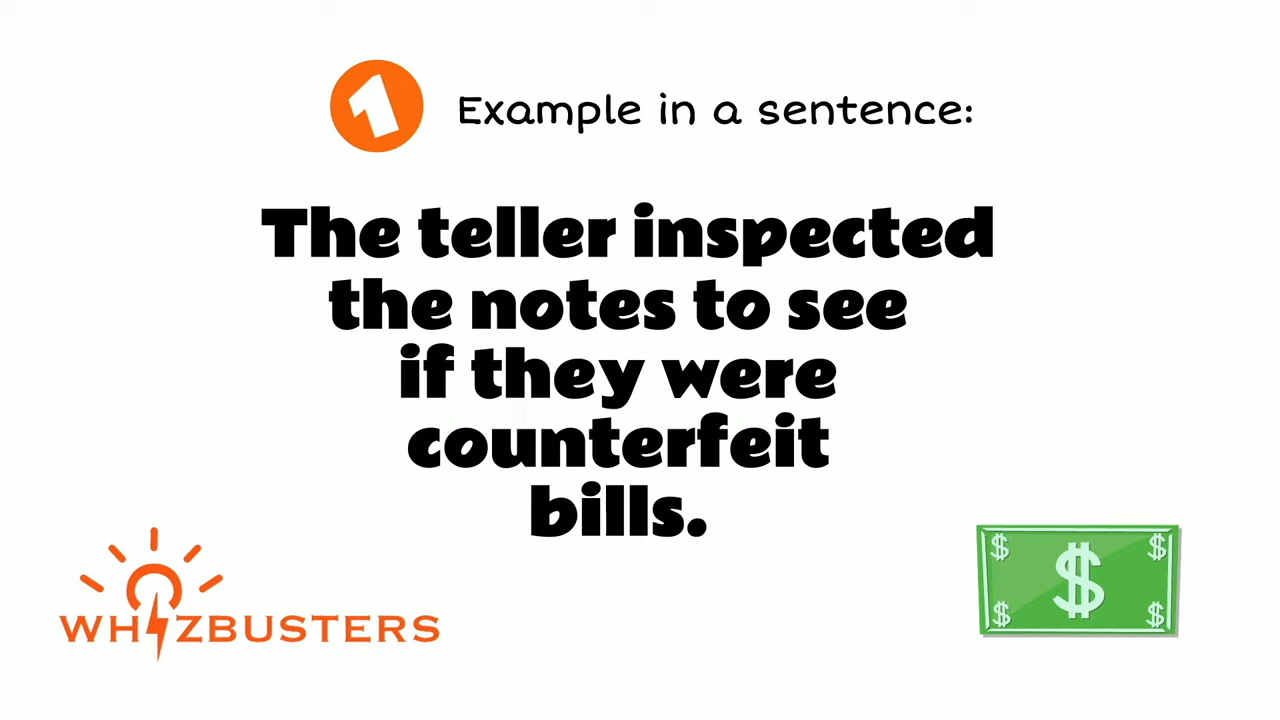 1 Example in a sentence:
The teller inspected
the notes to see
if they were
counterfeit
bills.
WHIZBUSTERS
$ $
$
$ $